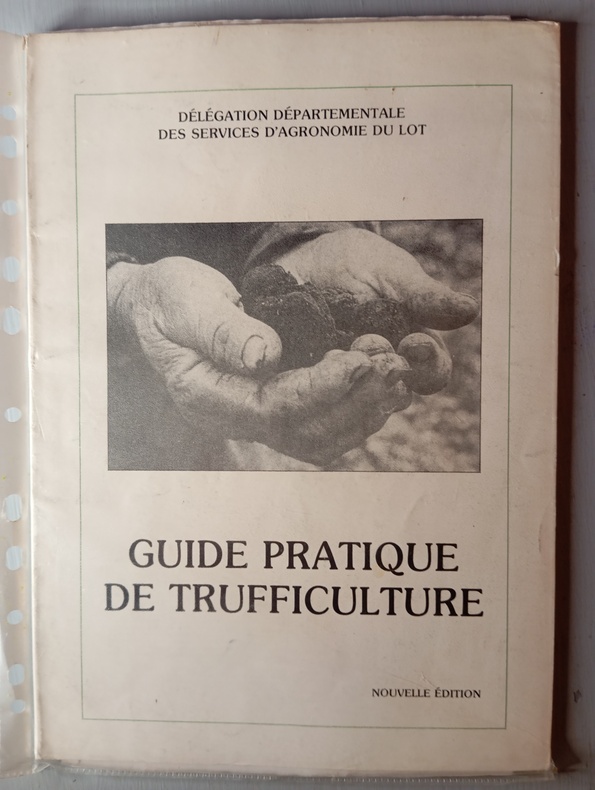 DÉLÉGATION DÉPARTEMENTALE
DES SERVICES D'AGRONOMIE DU LOT
GUIDE PRATIQUE
DE TRUFFICULTURE
NOUVELLE ÉDITION